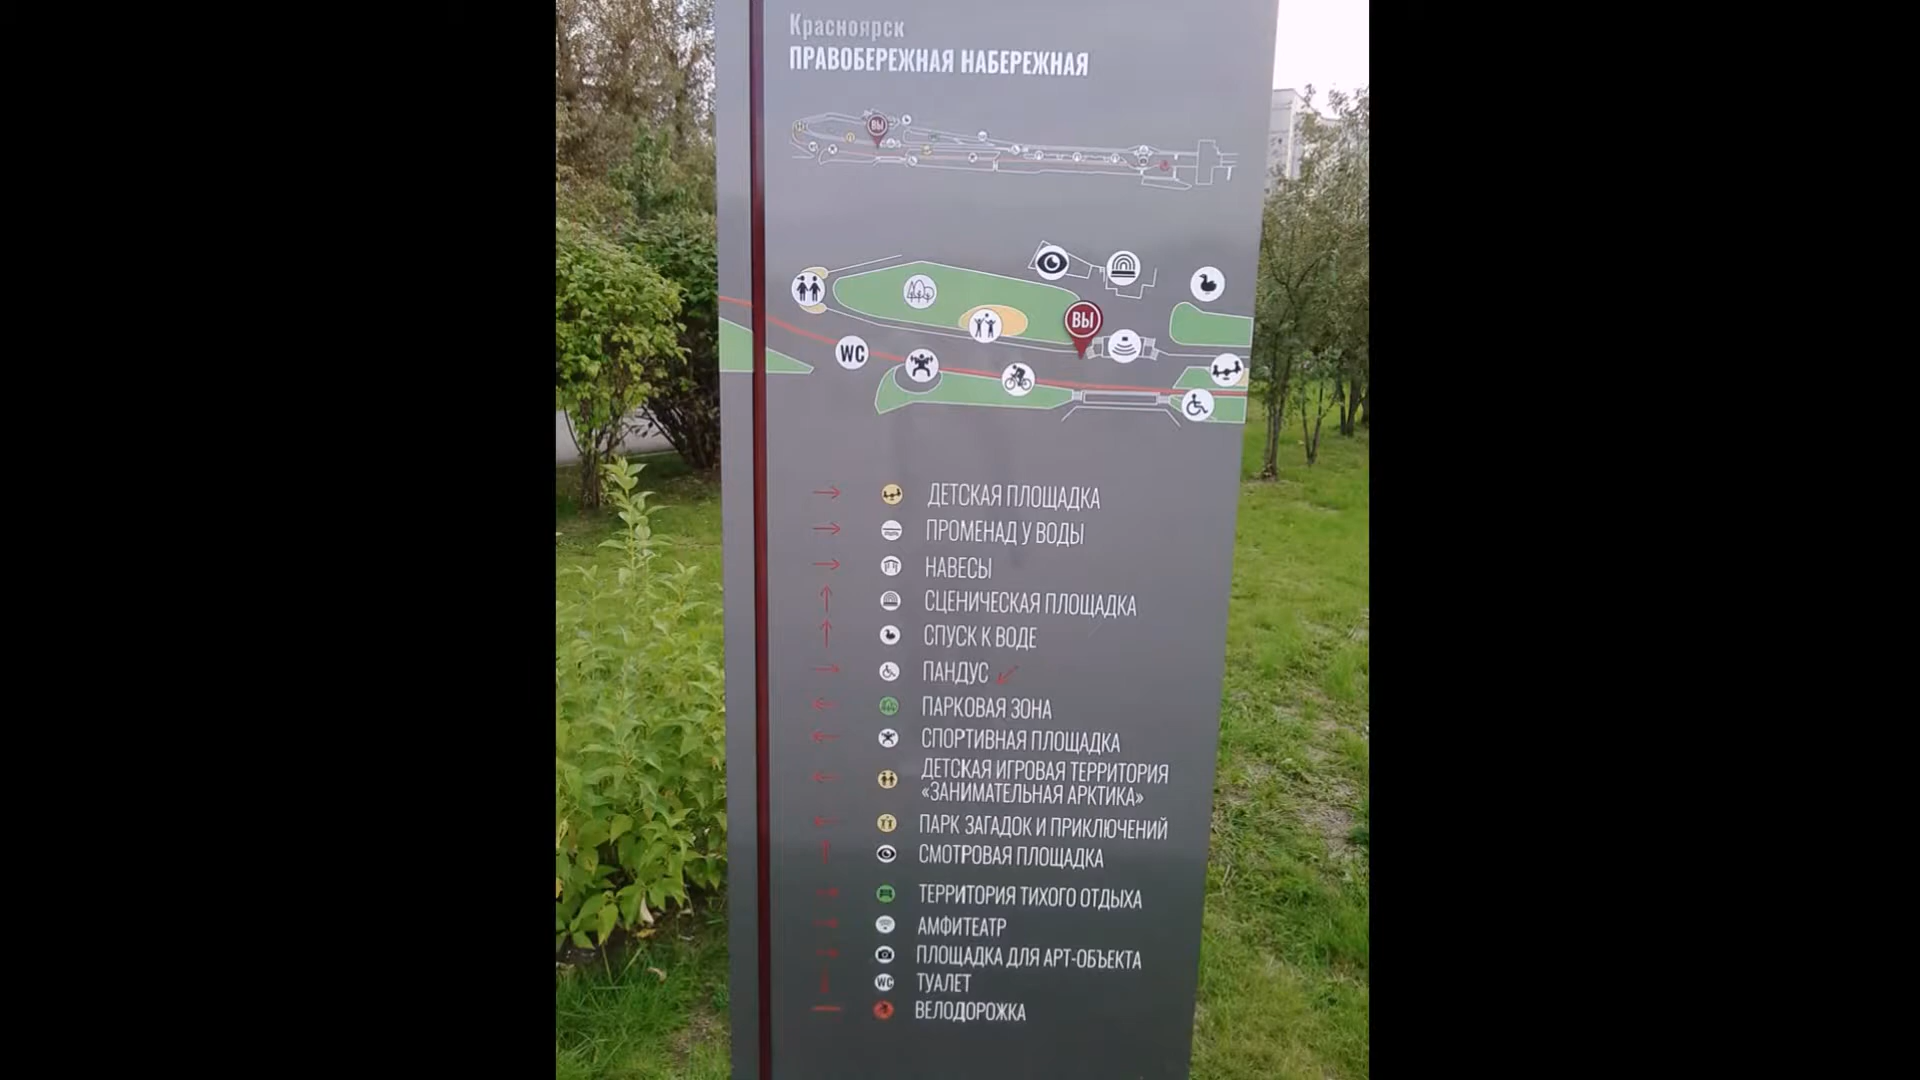 Красноярск
ПРАВОБЕРЕЖНАЯ НАБЕРЕЖНАЯ
ВЫ
ВЫ
WC
ДЕТСКАЯ ПЛОЩАДКА
ПРОМЕНАД У ВОДЫ
НАВЕСЫ
СЦЕНИЧЕСКАЯ ПЛОЩАДКА
СПУСК К ВОДЕ
ПАНДУС
ПАРКОВАЯ ЗОНА
СПОРТИВНАЯ ПЛОЩАДКА
ДЕТСКАЯ ИГРОВАЯ ТЕРРИТОРИЯ
«ЗАНИМАТЕЛЬНАЯ АРКТИКА»
ПАРК ЗАГАДОК И ПРИКЛЮЧЕНИЙ
СМОТРОВАЯ ПЛОЩАДКА
ТЕРРИТОРИЯ ТИХОГО ОТДЫХА
АМФИТЕАТР
ПЛОЩАДКА ДЛЯ АРТ-ОБЪЕКТА
WC ТУАЛЕТ
ВЕЛОДОРОЖКА